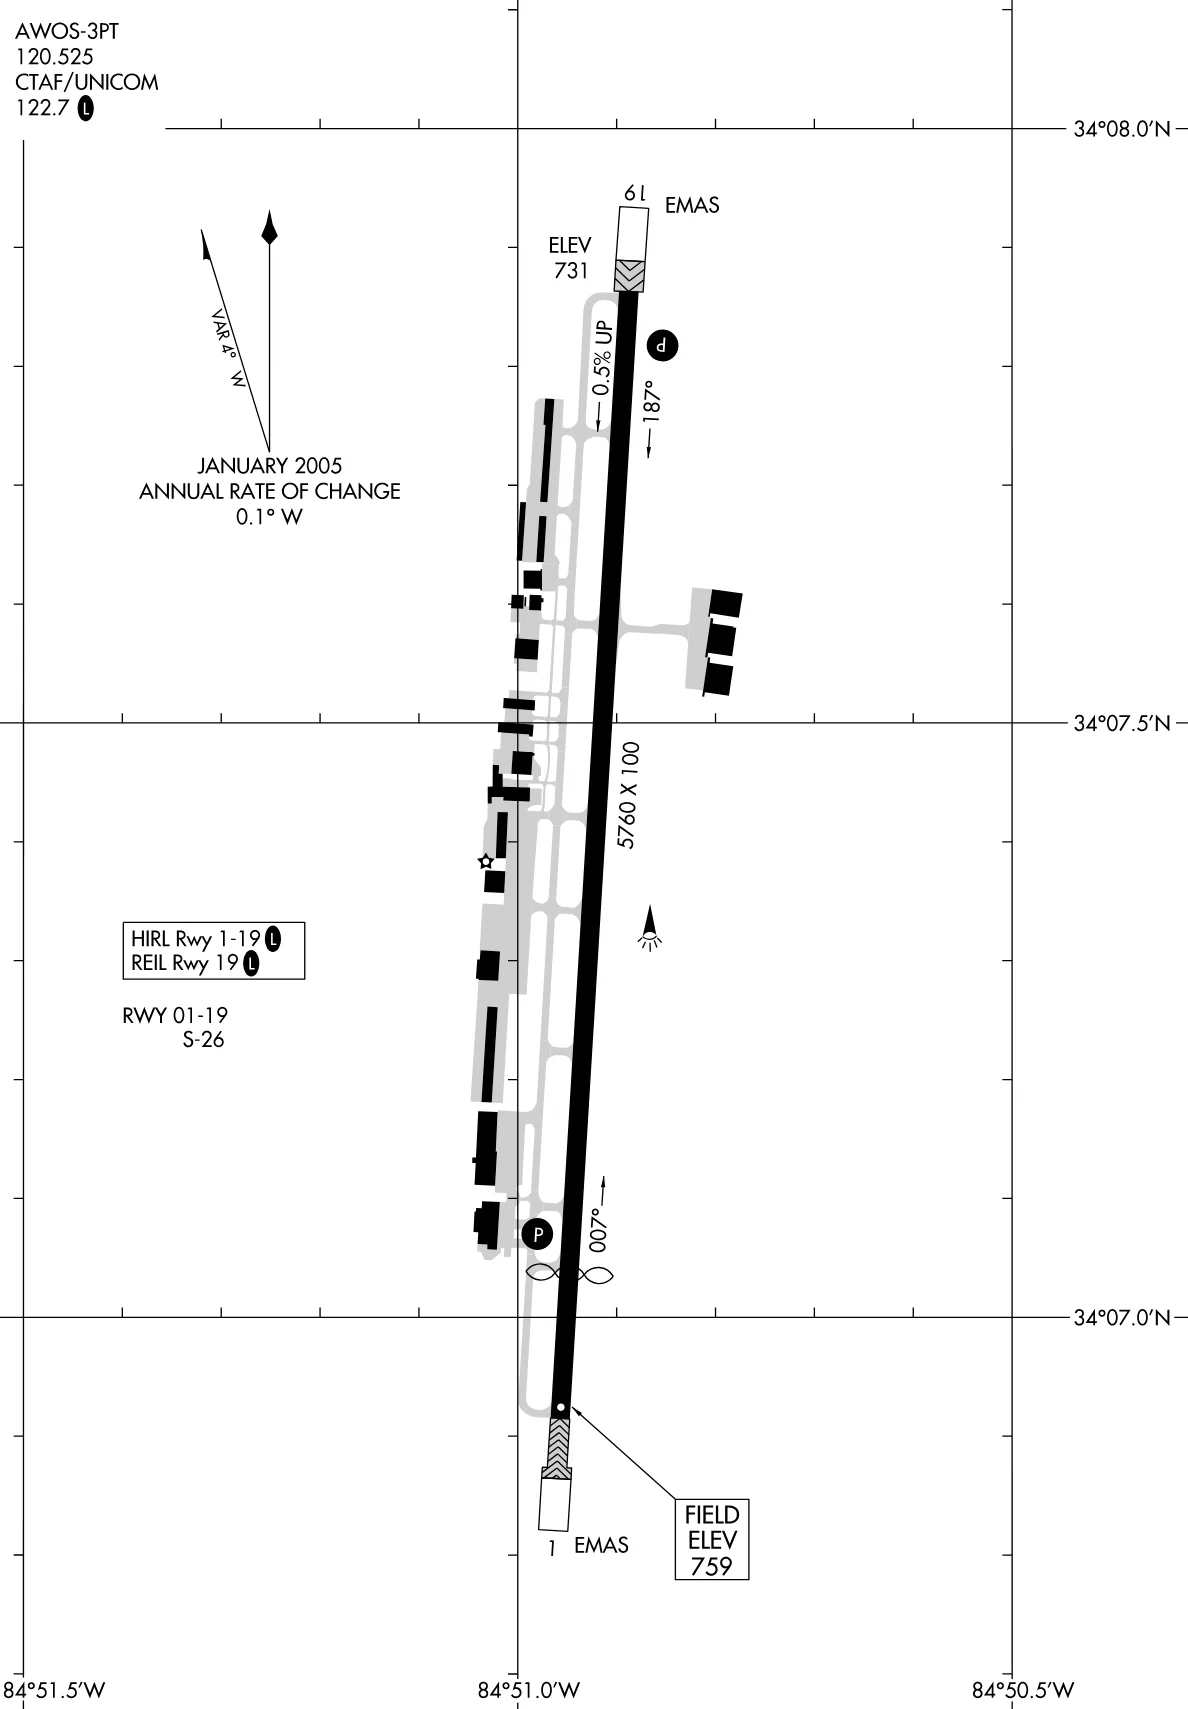 AWOS-3PT
120.525
CTAF/UNICOM
122.7 L
34°08.0'N
19
EMAS
ELEV
731
0.5% UP
P
187°
VAR 4° W
JANUARY 2005
ANNUAL RATE OF CHANGE
0.1° W
34°07.5'N
5760 X 100
HIRL Rwy 1-19 L
REIL Rwy 19 L
RWY 01-19
S-26
P
007°
34°07.0'N
FIELD
ELEV
759
1
EMAS
84°51.5'W
84°51.0'W
84°50.5'W